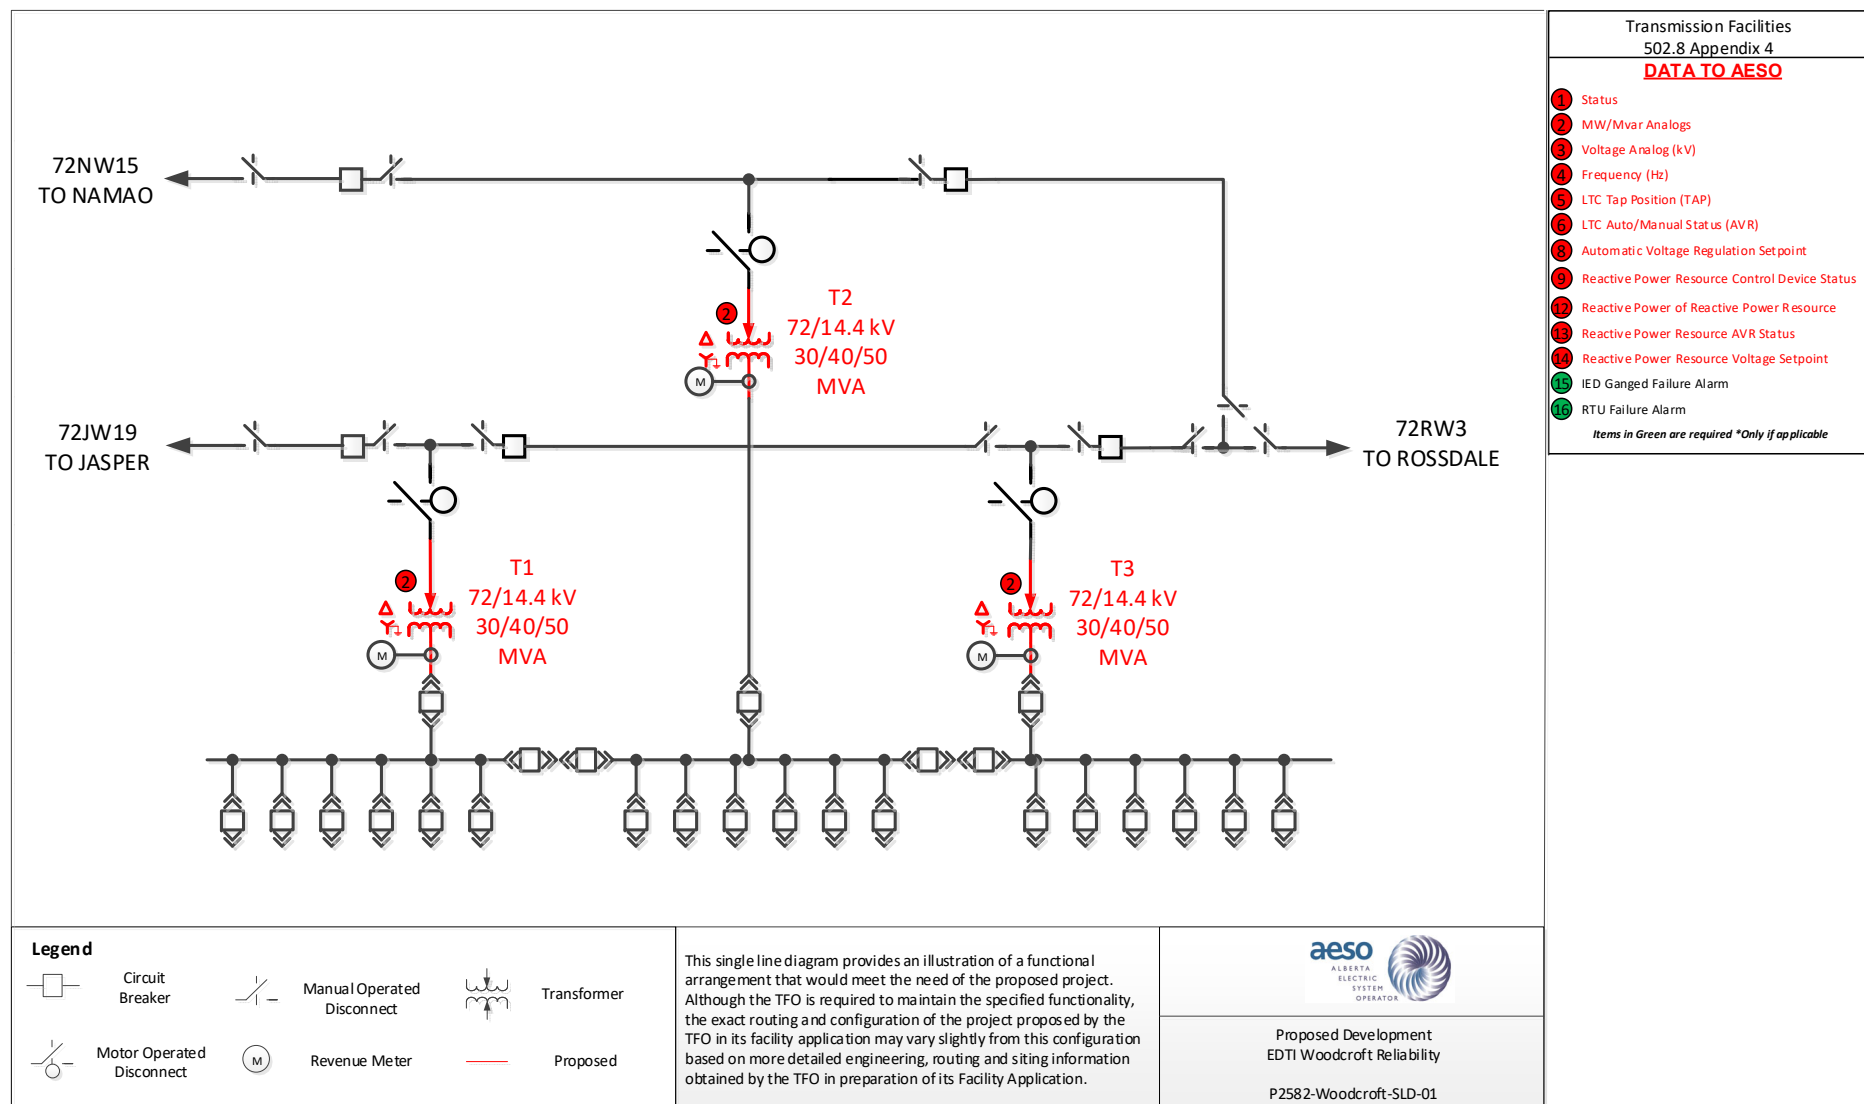 Transmission Facilities
502.8 Appendix 4
DATA TO AESO
1 Status
2 MW/Mvar Analogs
3 Voltage Analog (kV)
4 Frequency (Hz)
5 LTC Tap Position (TAP)
6 LTC Auto/Manual Status (AVR)
8 Automatic Voltage Regulation Setpoint
9 Reactive Power Resource Control Device Status
12 Reactive Power of Reactive Power Resource
13 Reactive Power Resource AVR Status
14 Reactive Power Resource Voltage Setpoint
15 IED Ganged Failure Alarm
16 RTU Failure Alarm
Items in Green are required *Only if applicable
72NW15
TO NAMAO
2
T2
72/14.4 kV
30/40/50
MVA
M
72JW19
TO JASPER
72RW3
TO ROSSDALE
2
T1
72/14.4 kV
30/40/50
MVA
M
2
T3
72/14.4 kV
30/40/50
MVA
M
Legend
Circuit
Breaker
Manual Operated
Disconnect
Transformer
Motor Operated
Disconnect
M
Revenue Meter
Proposed
This single line diagram provides an illustration of a functional
arrangement that would meet the need of the proposed project.
Although the TFO is required to maintain the specified functionality,
the exact routing and configuration of the project proposed by the
TFO in its facility application may vary slightly from this configuration
based on more detailed engineering, routing and siting information
obtained by the TFO in preparation of its Facility Application.
aeso
ALBERTA
ELECTRIC
SYSTEM
OPERATOR
Proposed Development
EDTI Woodcroft Reliability
P2582-Woodcroft-SLD-01